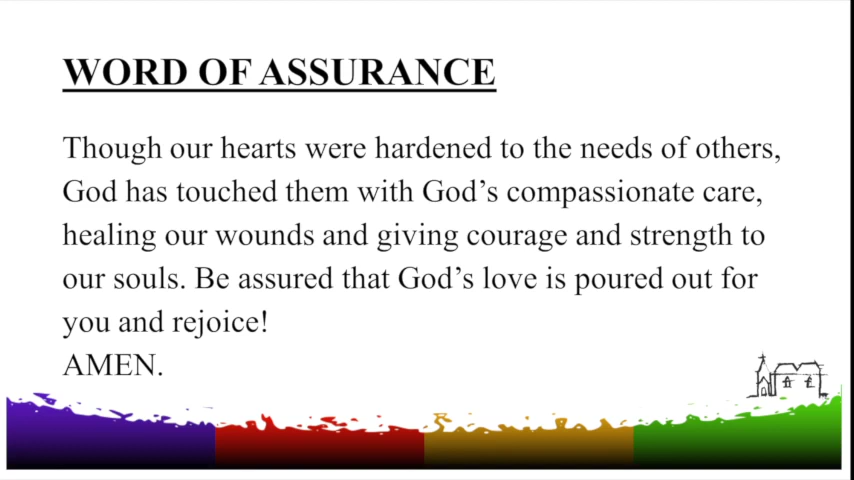 WORD OF ASSURANCE
Though our hearts were hardened to the needs of others,
God has touched them with God’s compassionate care,
healing our wounds and giving courage and strength to
our souls. Be assured that God’s love is poured out for
you and rejoice!
AMEN.